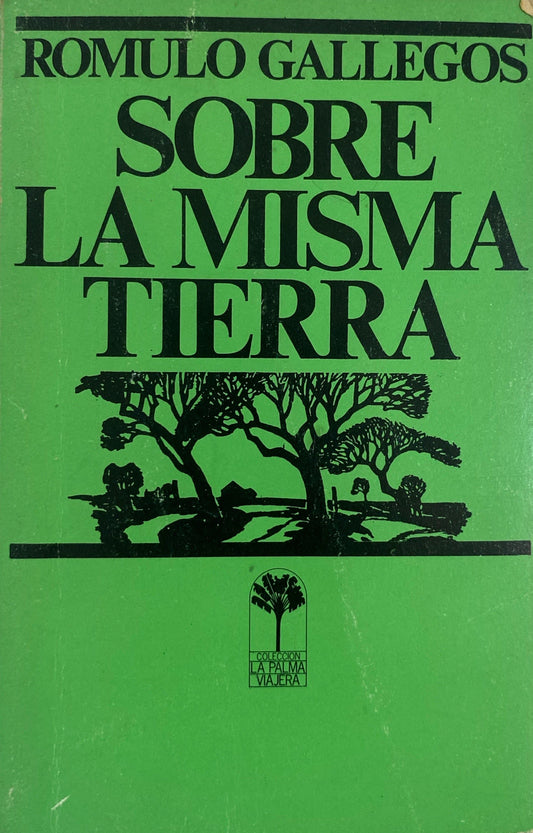 ROMULO GALLEGOS
SOBRE
LA MISMA
TIERRA
COLECCION
LA PALMA
VIAJERA